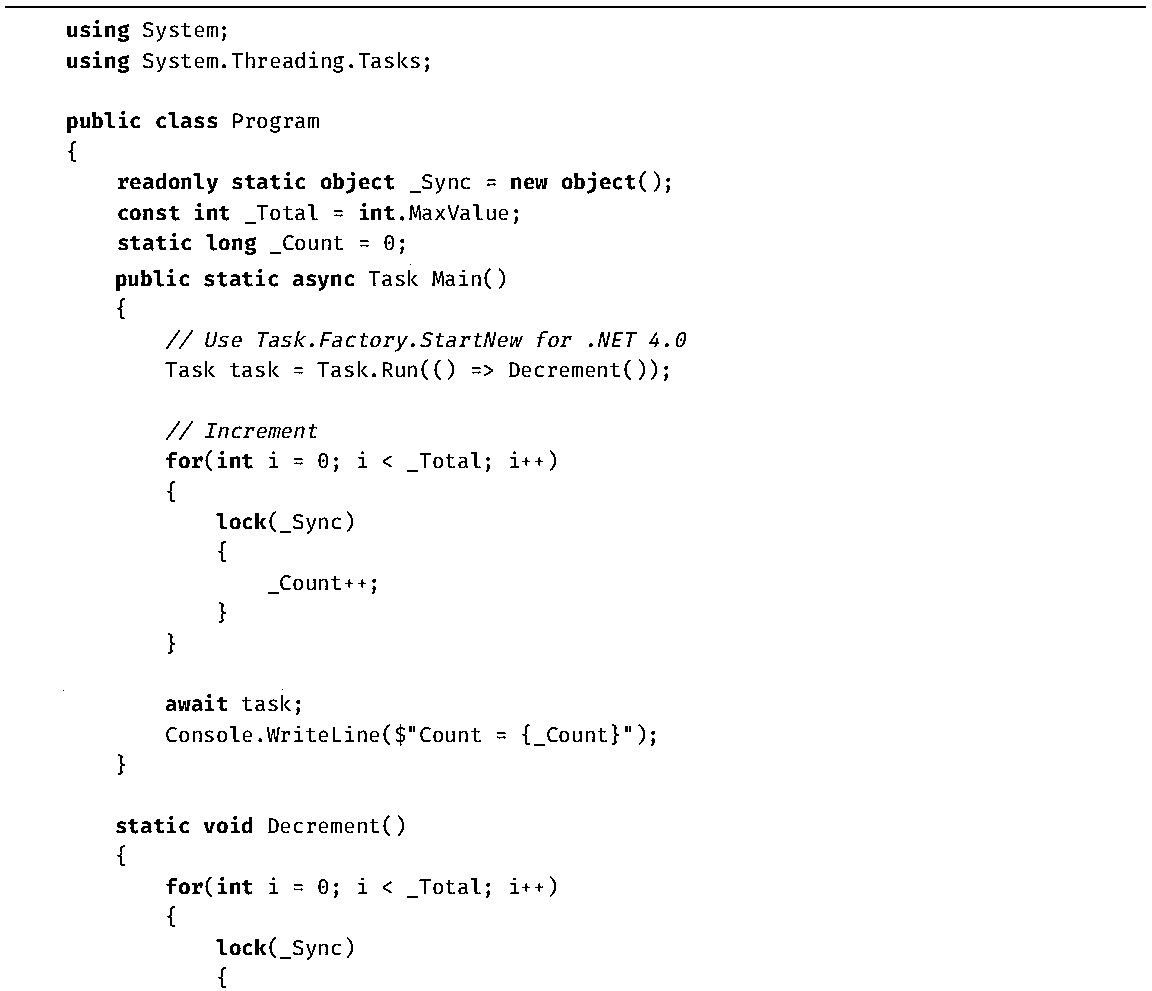 using System;
using System.Threading.Tasks;

public class Program
{
    readonly static object _Sync = new object();
    const int _Total = int.MaxValue;
    static long _Count = 0;
    public static async Task Main()
    {
        // Use Task.Factory.StartNew for .NET 4.0
        Task task = Task.Run(() => Decrement());

        // Increment
        for(int i = 0; i < _Total; i++)
        {
            lock(_Sync)
            {
                _Count++;
            }
        }

        await task;
        Console.WriteLine($"Count = {_Count}");
    }

    static void Decrement()
    {
        for(int i = 0; i < _Total; i++)
        {
            lock(_Sync)
            {